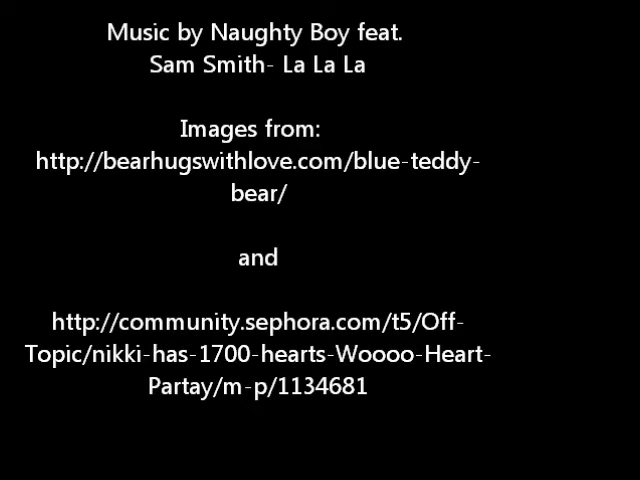 Music by Naughty Boy feat.
Sam Smith- La La La
Images from:
http://bearhugswithlove.com/blue-teddy-
bear/
and
http://community.sephora.com/t5/Off-
Topic/nikki-has-1700-hearts-Woooo-Heart-
Partay/m-p/1134681